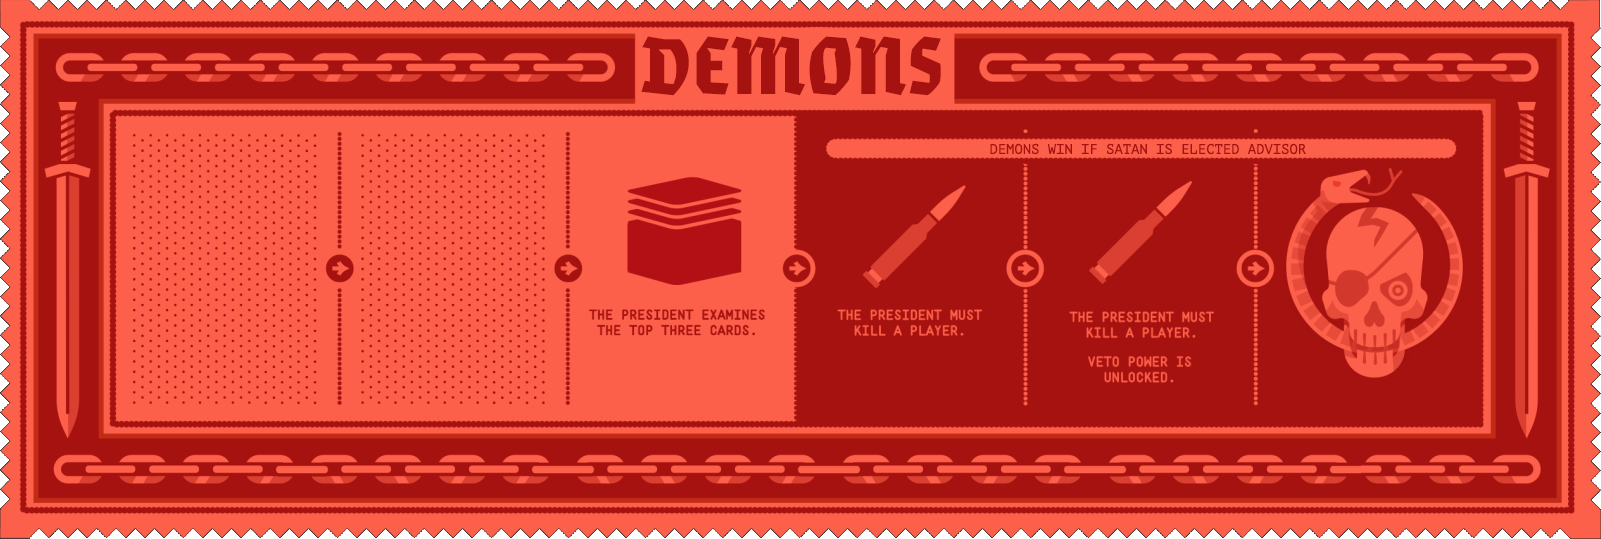 DEMONS
DEMONS WIN IF SATAN IS ELECTED ADVISOR
THE PRESIDENT EXAMINES
THE TOP THREE CARDS.
THE PRESIDENT MUST
KILL A PLAYER.
THE PRESIDENT MUST
KILL A PLAYER.
VETO POWER IS
UNLOCKED.